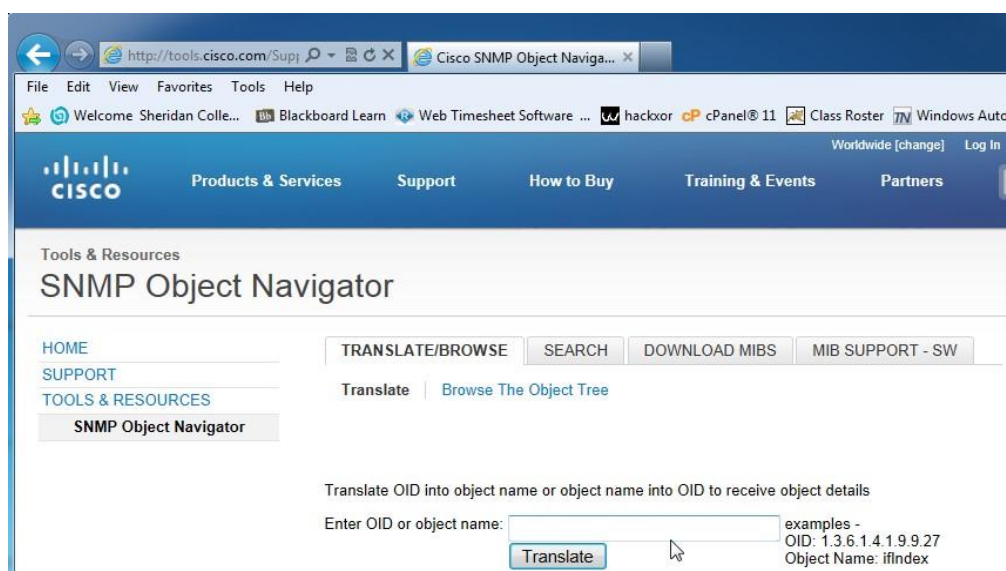 http://tools.cisco.com/Supp
Cisco SNMP Object Naviga...
File Edit View Favorites Tools Help
Welcome Sheridan Colle... Blackboard Learn Web Timesheet Software ... hackxor cPanel® 11 Class Roster Windows Auto
Worldwide [change] Log In
CISCO
Products & Services Support How to Buy Training & Events Partners
Tools & Resources
SNMP Object Navigator
HOME
SUPPORT
TOOLS & RESOURCES
SNMP Object Navigator
TRANSLATE/BROWSE SEARCH DOWNLOAD MIBS MIB SUPPORT - SW
Translate Browse The Object Tree
Translate OID into object name or object name into OID to receive object details
Enter OID or object name:
Translate
examples -
OID: 1.3.6.1.4.1.9.9.27
Object Name: ifIndex